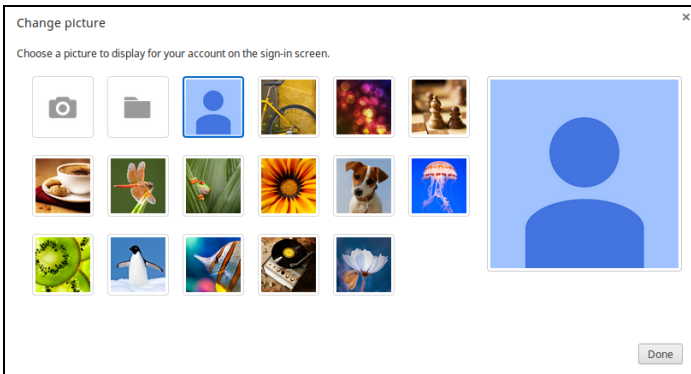 Change picture
Choose a picture to display for your account on the sign-in screen.
Done